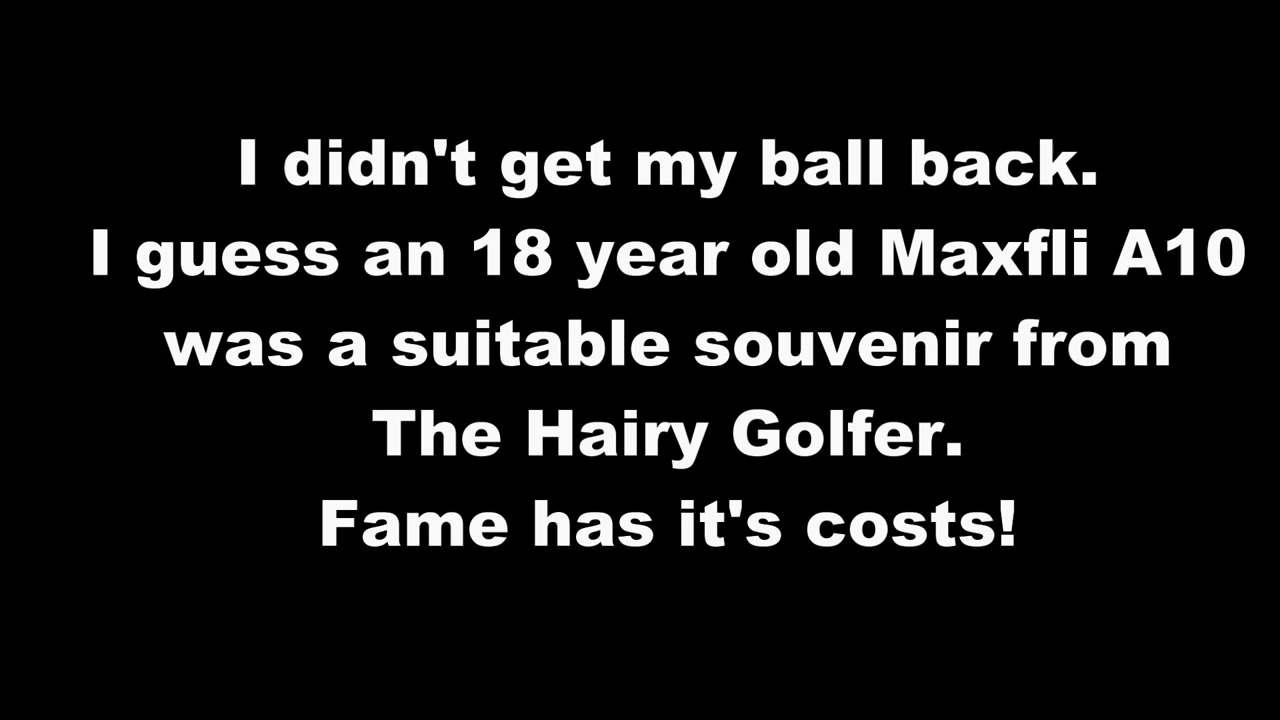 I didn't get my ball back.
I guess an 18 year old Maxfli A10
was a suitable souvenir from
The Hairy Golfer.
Fame has it's costs!